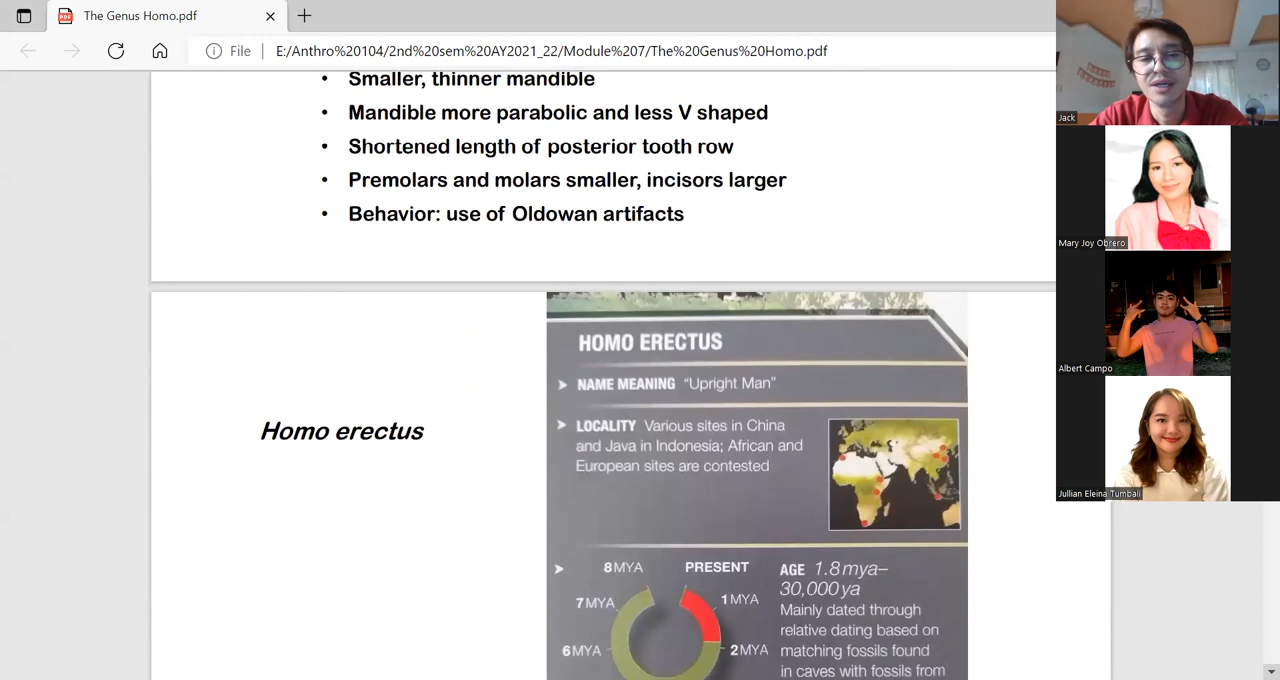 The Genus Homo.pdf
File
E:/Anthro%20104/2nd%20sem%20AY2021_22/Module%207/The%20Genus%20Homo.pdf
• Smaller, thinner mandible
• Mandible more parabolic and less V shaped
• Shortened length of posterior tooth row
• Premolars and molars smaller, incisors larger
• Behavior: use of Oldowan artifacts
Homo erectus
HOMO ERECTUS
NAME MEANING “Upright Man”
LOCALITY Various sites in China
and Java in Indonesia; African and
European sites are contested
8 MYA
PRESENT
7 MYA
1 MYA
6 MYA
2 MYA
AGE 1.8 mya–
30,000 ya
Mainly dated through
relative dating based on
matching fossils found
in caves with fossils from
Jack
Mary Joy Obrero
Albert Campo
Jullian Eleina Tumbali